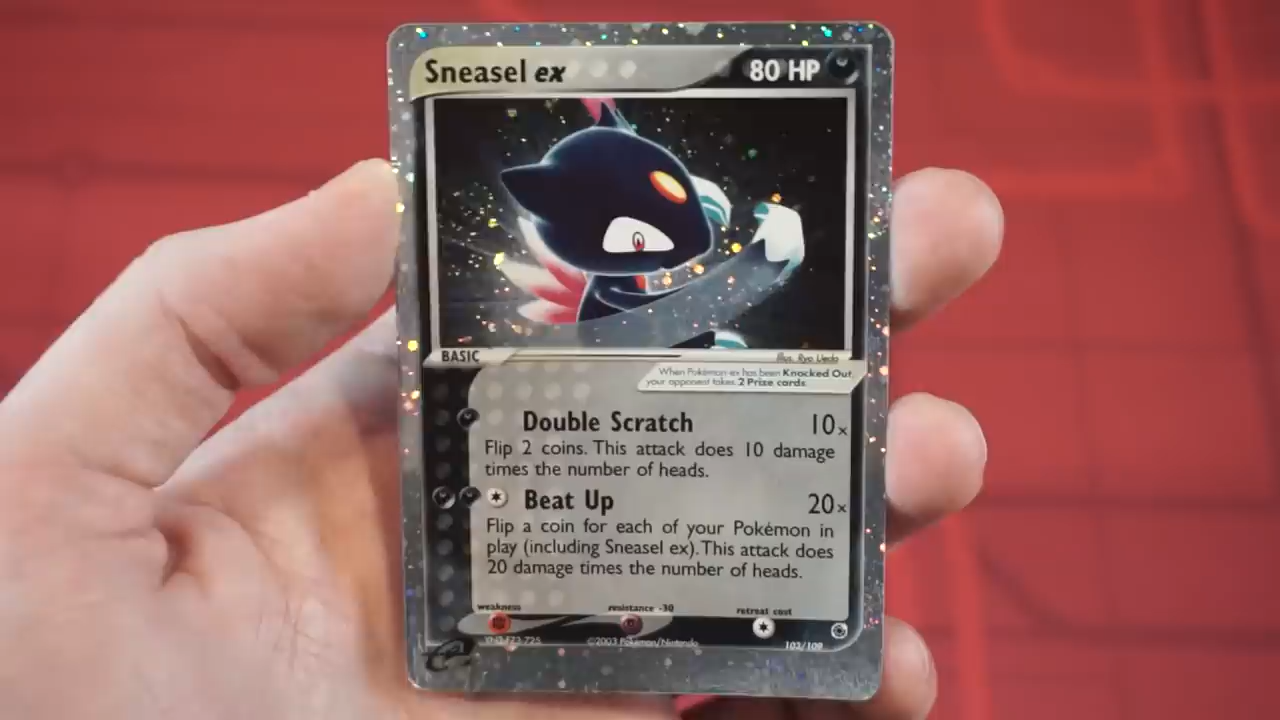 Sneasel ex 80 HP
BASIC
illus. Ryo Ueda
When Pokémon-ex has been Knocked Out,
your opponent takes 2 Prize cards.
Double Scratch 10x
Flip 2 coins. This attack does 10 damage
times the number of heads.
Beat Up 20x
Flip a coin for each of your Pokémon in
play (including Sneasel ex). This attack does
20 damage times the number of heads.
weakness resistance -30 retreat cost
©2003 Pokémon/Nintendo 103/109